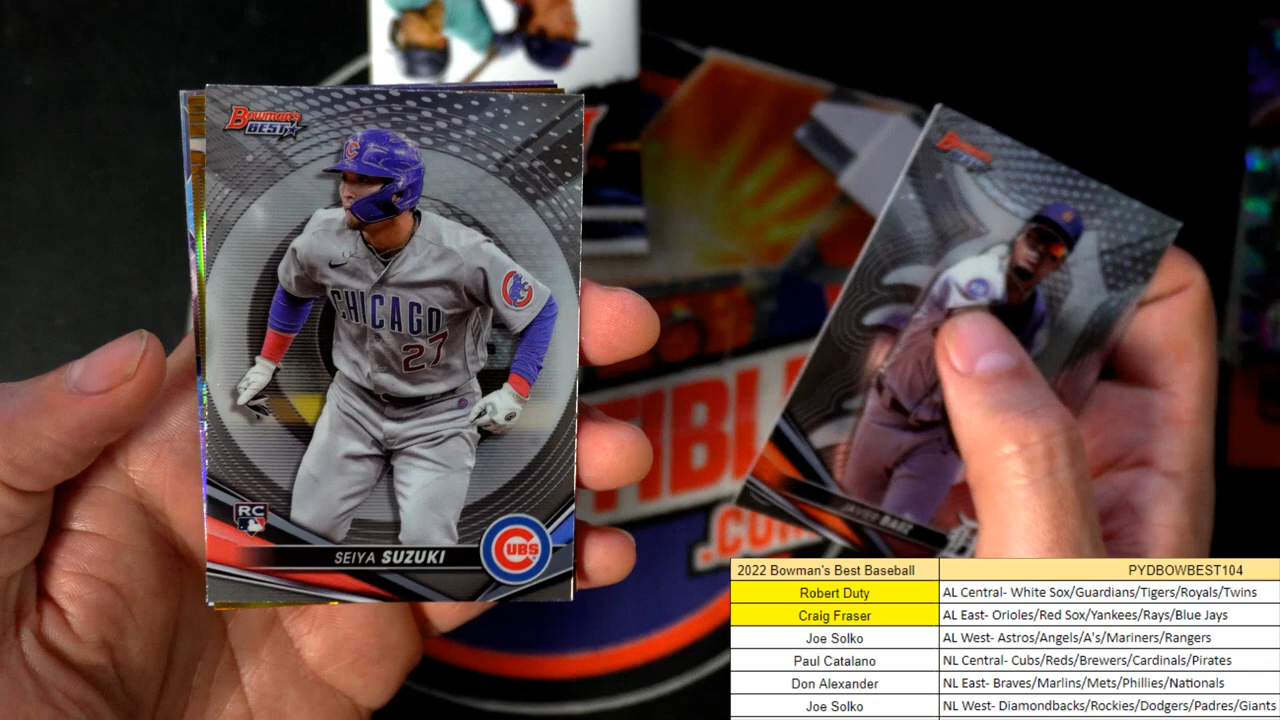 BOWMAN'S
BEST
C
CHICAGO
27
RC
SEIYA SUZUKI
CUBS
JAVIER BAEZ
TIBL
.COM
2022 Bowman's Best Baseball PYDBOWBEST104
Robert Duty AL Central- White Sox/Guardians/Tigers/Royals/Twins
Craig Fraser AL East- Orioles/Red Sox/Yankees/Rays/Blue Jays
Joe Solko AL West- Astros/Angels/A's/Mariners/Rangers
Paul Catalano NL Central- Cubs/Reds/Brewers/Cardinals/Pirates
Don Alexander NL East- Braves/Marlins/Mets/Phillies/Nationals
Joe Solko NL West- Diamondbacks/Rockies/Dodgers/Padres/Giants